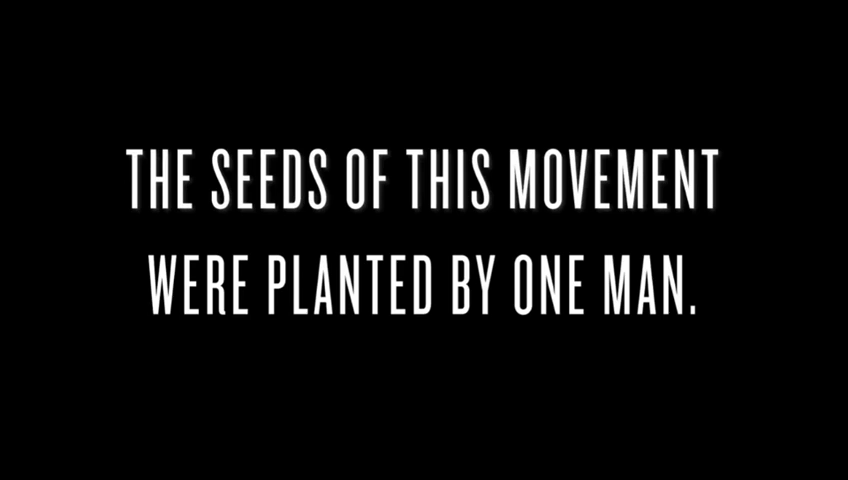 THE SEEDS OF THIS MOVEMENT
WERE PLANTED BY ONE MAN.